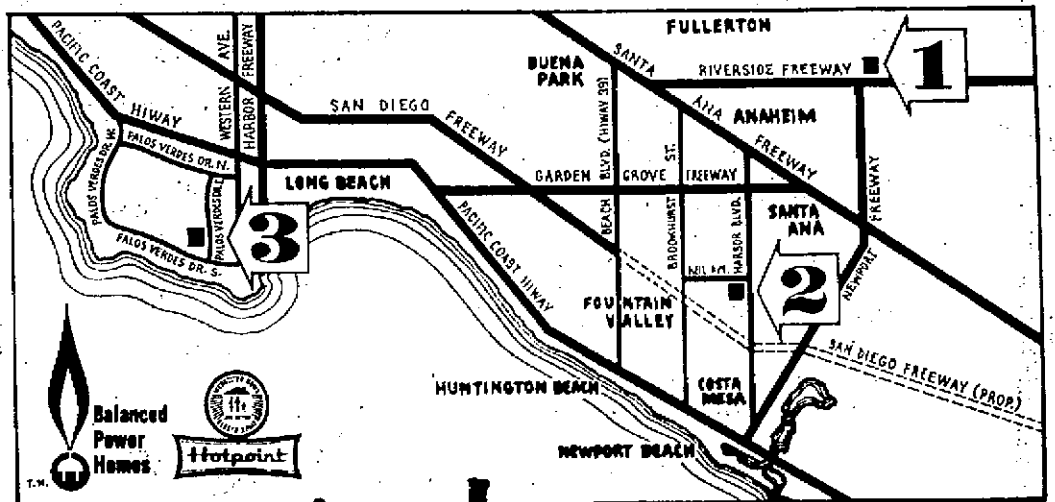 FULLERTON
SANTA ANA FREEWAY
RIVERSIDE FREEWAY
1
BUENA
PARK
ANAHEIM
PACIFIC COAST HIWAY
WESTERN AVE.
HARBOR FREEWAY
SAN DIEGO FREEWAY
BEACH BLVD. (HIWAY 39)
BROOKHURST ST.
HARBOR BLVD.
NEWPORT FREEWAY
PALOS VERDES DR. W.
PALOS VERDES DR. N.
PALOS VERDES DR. E.
PALOS VERDES DR. S.
LONG BEACH
3
GARDEN GROVE FREEWAY
SANTA
ANA
PACIFIC COAST HIWAY
2
FOUNTAIN
VALLEY
SAN DIEGO FREEWAY (PROP.)
HUNTINGTON BEACH
COSTA
MESA
NEWPORT BEACH
Balanced
Power
Homes
Hotpoint
T.N.